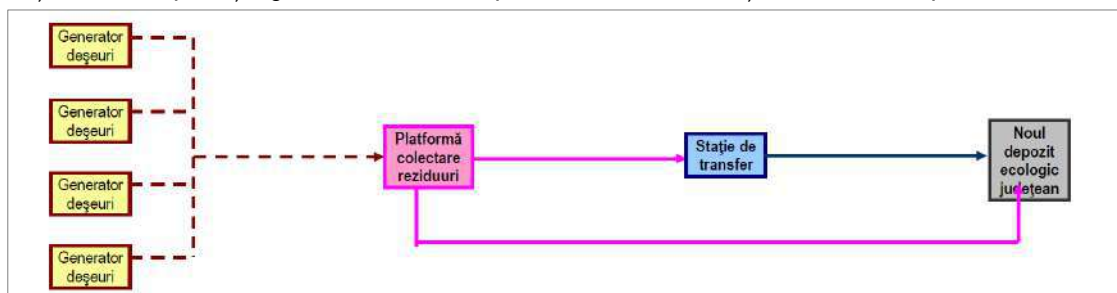 Generator
deşeuri
Generator
deşeuri
Generator
deşeuri
Generator
deşeuri
Platformă
colectare
reziduuri
Staţie de
transfer
Noul
depozit
ecologic
judeţean